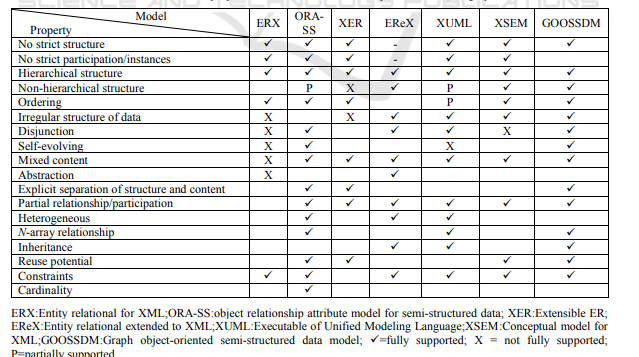 Model
Property
ERX ORA-SS XER EReX XUML XSEM GOOSSDM
No strict structure ✓ ✓ ✓ - ✓ ✓ ✓
No strict participation/instances ✓ ✓ ✓ - ✓ ✓
Hierarchical structure ✓ ✓ ✓ ✓ ✓ ✓ ✓
Non-hierarchical structure P X ✓ P ✓ ✓
Ordering ✓ ✓ ✓ P ✓ ✓
Irregular structure of data X X ✓ ✓ ✓ ✓
Disjunction X ✓ ✓ ✓ X ✓
Self-evolving X ✓ X ✓
Mixed content X ✓ ✓ ✓ ✓ ✓ ✓
Abstraction X ✓
Explicit separation of structure and content ✓ ✓ ✓
Partial relationship/participation ✓ ✓ ✓ ✓ ✓ ✓
Heterogeneous ✓ ✓ ✓
N-array relationship ✓ ✓ ✓
Inheritance ✓ ✓ ✓
Reuse potential ✓ ✓ ✓ ✓
Constraints ✓ ✓ ✓ ✓ ✓ ✓
Cardinality ✓
ERX:Entity relational for XML;ORA-SS:object relationship attribute model for semi-structured data; XER:Extensible ER;
EReX:Entity relational extended to XML;XUML:Executable of Unified Modeling Language;XSEM:Conceptual model for
XML;GOOSSDM:Graph object-oriented semi-structured data model; ✓=fully supported; X = not fully supported;
P=partially supported